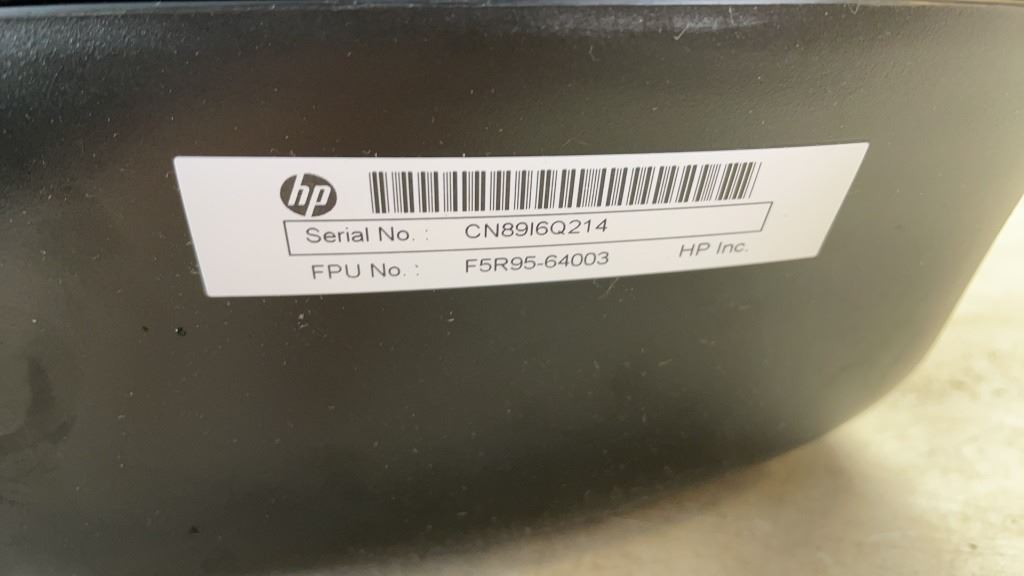 hp
Serial No. : CN89I6Q214
FPU No. : F5R95-64003 HP Inc.